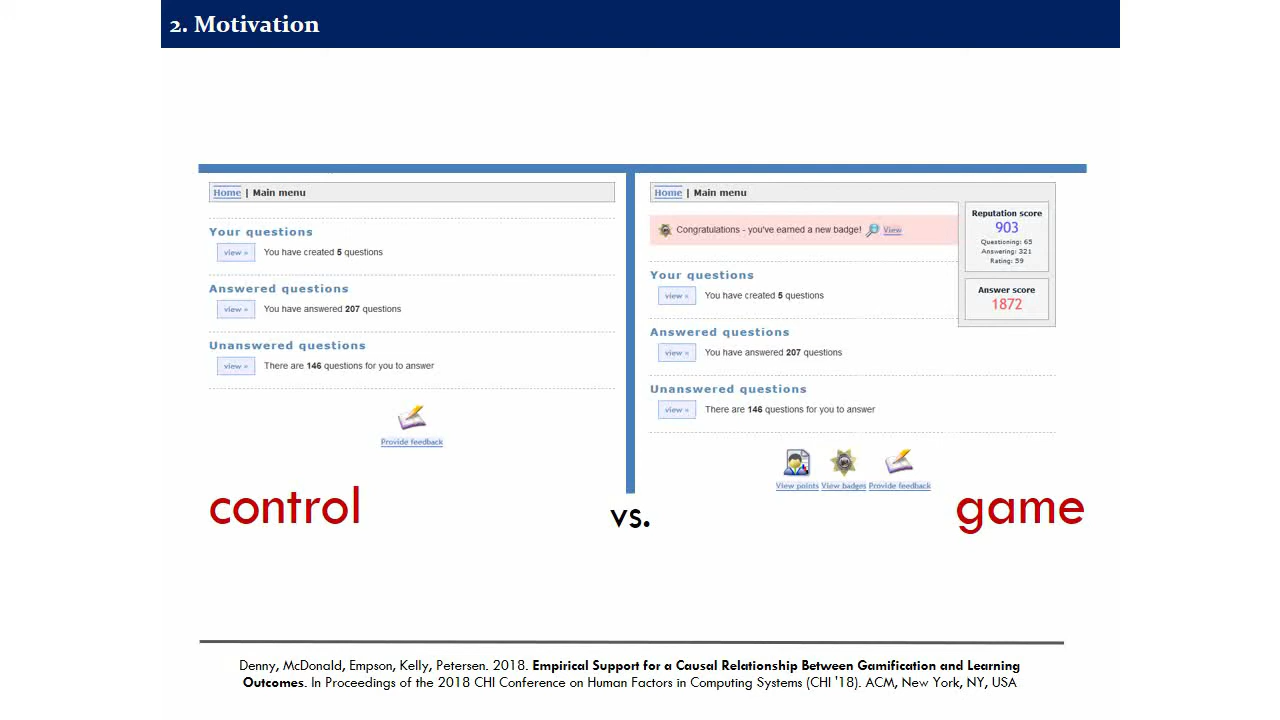 2. Motivation
Home | Main menu
Your questions
view » You have created 5 questions
Answered questions
view » You have answered 207 questions
Unanswered questions
view » There are 146 questions for you to answer
Provide feedback
control
vs.
Home | Main menu
Congratulations - you've earned a new badge! View
Reputation score
903
Questioning: 65
Answering: 321
Rating: 59
Answer score
1872
Your questions
view » You have created 5 questions
Answered questions
view » You have answered 207 questions
Unanswered questions
view » There are 146 questions for you to answer
View points View badges Provide feedback
game
Denny, McDonald, Empson, Kelly, Petersen. 2018. Empirical Support for a Causal Relationship Between Gamification and Learning
Outcomes. In Proceedings of the 2018 CHI Conference on Human Factors in Computing Systems (CHI '18). ACM, New York, NY, USA